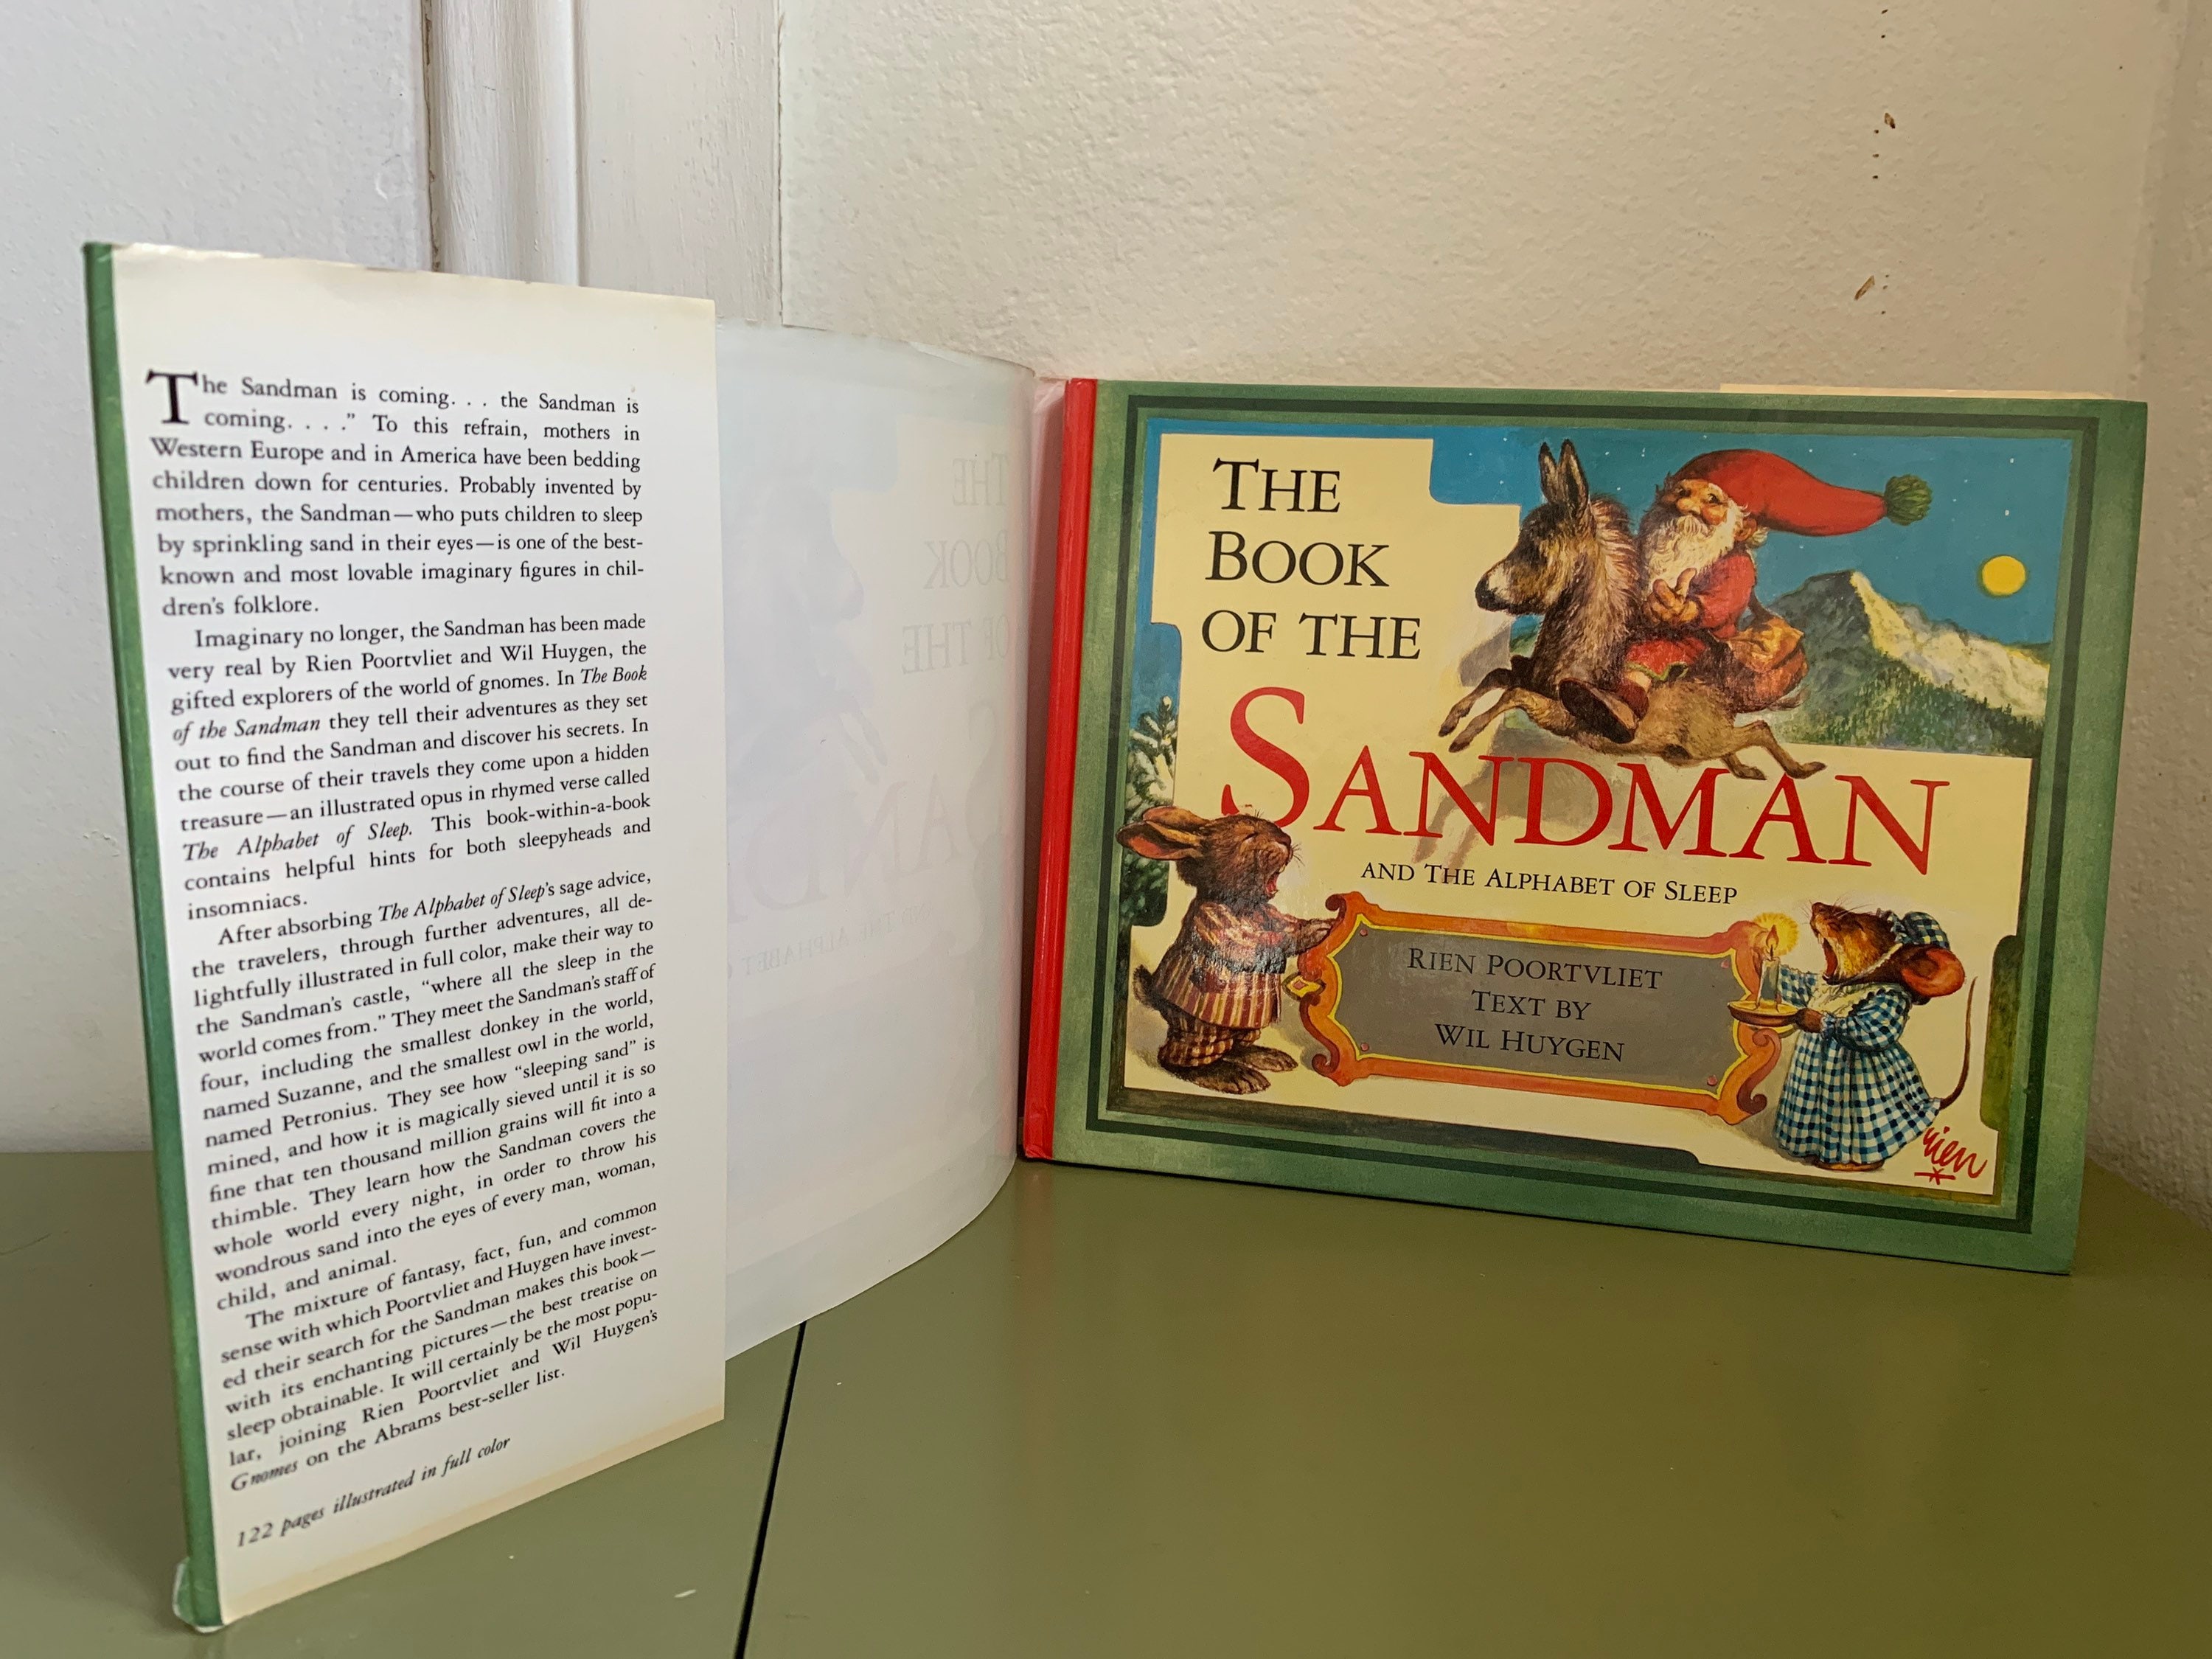 The Sandman is coming. . . the Sandman is
coming. . . ." To this refrain, mothers in
Western Europe and in America have been bedding
children down for centuries. Probably invented by
mothers, the Sandman—who puts children to sleep
by sprinkling sand in their eyes—is one of the best-
known and most lovable imaginary figures in chil-
dren's folklore.
Imaginary no longer, the Sandman has been made
very real by Rien Poortvliet and Wil Huygen, the
gifted explorers of the world of gnomes. In The Book
of the Sandman they tell their adventures as they set
out to find the Sandman and discover his secrets. In
the course of their travels they come upon a hidden
treasure—an illustrated opus in rhymed verse called
The Alphabet of Sleep. This book-within-a-book
contains helpful hints for both sleepyheads and
insomniacs.
After absorbing The Alphabet of Sleep's sage advice,
the travelers, through further adventures, all de-
lightfully illustrated in full color, make their way to
the Sandman's castle, "where all the sleep in the
world comes from." They meet the Sandman's staff of
four, including the smallest donkey in the world,
named Suzanne, and the smallest owl in the world,
named Petronius. They see how "sleeping sand" is
mined, and how it is magically sieved until it is so
fine that ten thousand million grains will fit into a
thimble. They learn how the Sandman covers the
whole world every night, in order to throw his
wondrous sand into the eyes of every man, woman,
child, and animal.
The mixture of fantasy, fact, fun, and common
sense with which Poortvliet and Huygen have invest-
ed their search for the Sandman makes this book—
with its enchanting pictures—the best treatise on
sleep obtainable. It will certainly be the most popu-
lar, joining Rien Poortvliet and Wil Huygen's
Gnomes on the Abrams best-seller list.
122 pages illustrated in full color
THE
BOOK
OF THE
SANDMAN
AND THE ALPHABET OF SLEEP
RIEN POORTVLIET
TEXT BY
WIL HUYGEN
rien